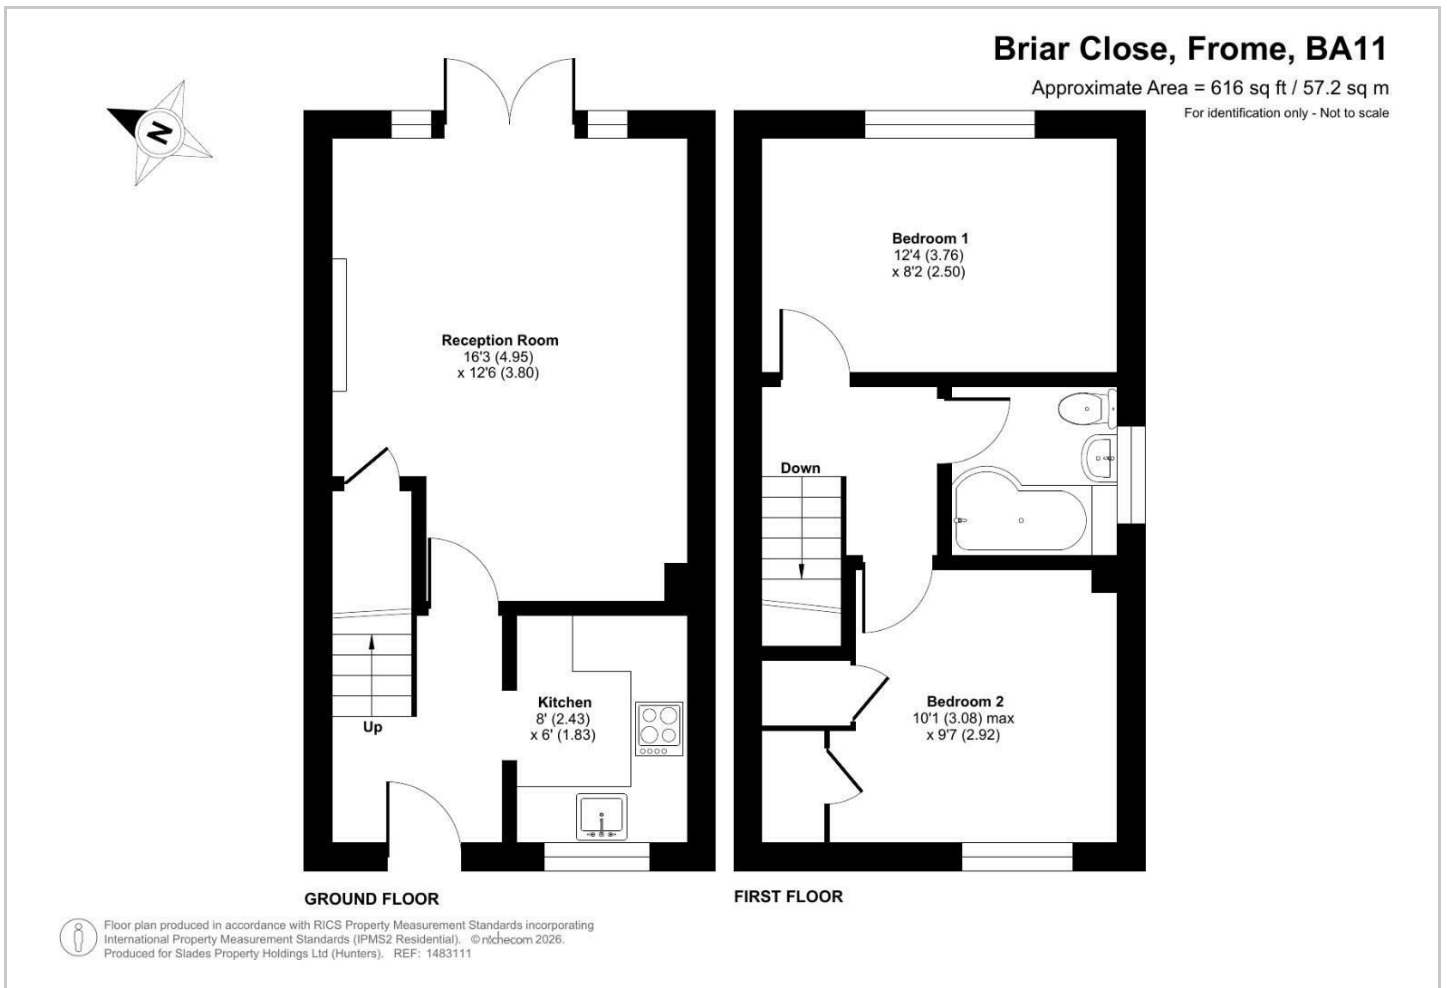 Briar Close, Frome, BA11
Approximate Area = 616 sq ft / 57.2 sq m
For identification only - Not to scale
N
Reception Room
16'3 (4.95)
x 12'6 (3.80)
Up
Kitchen
8' (2.43)
x 6' (1.83)
GROUND FLOOR
Bedroom 1
12'4 (3.76)
x 8'2 (2.50)
Down
Bedroom 2
10'1 (3.08) max
x 9'7 (2.92)
FIRST FLOOR
Floor plan produced in accordance with RICS Property Measurement Standards incorporating
International Property Measurement Standards (IPMS2 Residential). © nichecom 2026.
Produced for Slades Property Holdings Ltd (Hunters). REF: 1483111